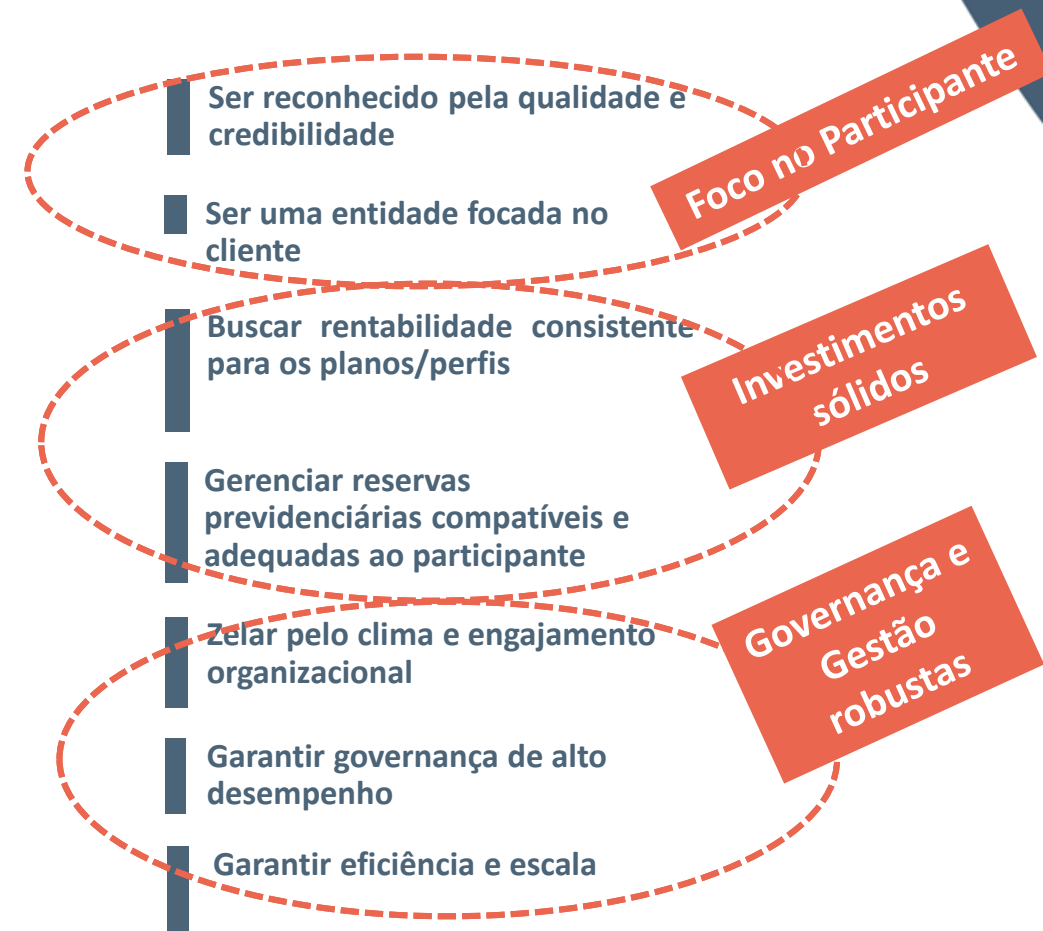 Ser reconhecido pela qualidade e
credibilidade
Foco no Participante
Ser uma entidade focada no
cliente
Buscar rentabilidade consistente
para os planos/perfis
Investimentos
sólidos
Gerenciar reservas
previdenciárias compatíveis e
adequadas ao participante
Zelar pelo clima e engajamento
organizacional
Governança e
Gestão
robustas
Garantir governança de alto
desempenho
Garantir eficiência e escala